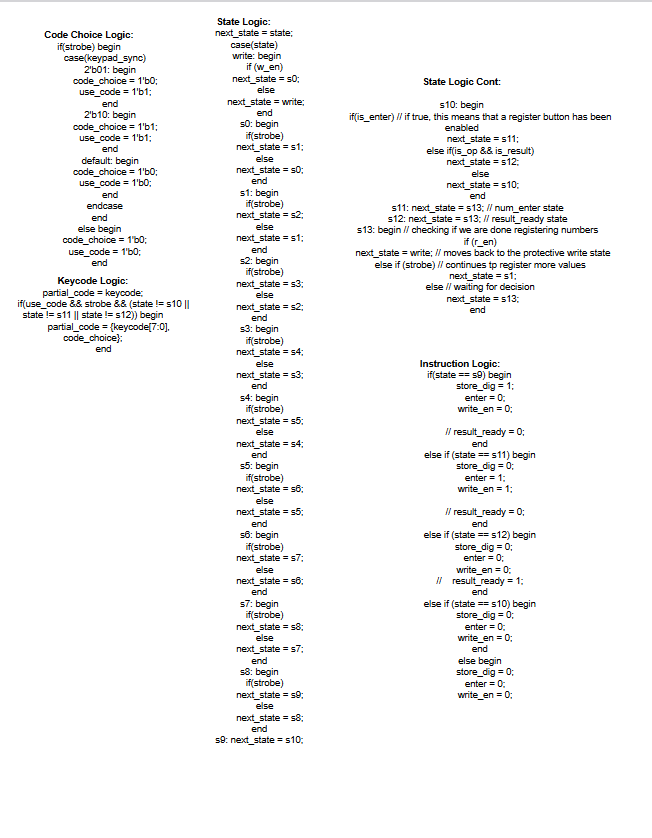 Code Choice Logic:
if(strobe) begin
case(keypad_sync)
2'b01: begin
code_choice = 1'b0;
use_code = 1'b1;
end
2'b10: begin
code_choice = 1'b1;
use_code = 1'b1;
end
default: begin
code_choice = 1'b0;
use_code = 1'b0;
end
endcase
end
else begin
code_choice = 1'b0;
use_code = 1'b0;
end
Keycode Logic:
partial_code = keycode;
if(use_code && strobe && (state != s10 ||
state != s11 || state != s12)) begin
partial_code = {keycode[7:0],
code_choice};
end
State Logic:
next_state = state;
case(state)
write: begin
if (w_en)
next_state = s0;
else
next_state = write;
end
s0: begin
if(strobe)
next_state = s1;
else
next_state = s0;
end
s1: begin
if(strobe)
next_state = s2;
else
next_state = s1;
end
s2: begin
if(strobe)
next_state = s3;
else
next_state = s2;
end
s3: begin
if(strobe)
next_state = s4;
else
next_state = s3;
end
s4: begin
if(strobe)
next_state = s5;
else
next_state = s4;
end
s5: begin
if(strobe)
next_state = s6;
else
next_state = s5;
end
s6: begin
if(strobe)
next_state = s7;
else
next_state = s6;
end
s7: begin
if(strobe)
next_state = s8;
else
next_state = s7;
end
s8: begin
if(strobe)
next_state = s9;
else
next_state = s8;
end
s9: next_state = s10;
State Logic Cont:
s10: begin
if(is_enter) // if true, this means that a register button has been
enabled
next_state = s11;
else if(is_op && is_result)
next_state = s12;
else
next_state = s10;
end
s11: next_state = s13; // num_enter state
s12: next_state = s13; // result_ready state
s13: begin // checking if we are done registering numbers
if (r_en)
next_state = write; // moves back to the protective write state
else if (strobe) // continues tp register more values
next_state = s1;
else // waiting for decision
next_state = s13;
end
Instruction Logic:
if(state == s9) begin
store_dig = 1;
enter = 0;
write_en = 0;
// result_ready = 0;
end
else if (state == s11) begin
store_dig = 0;
enter = 1;
write_en = 1;
// result_ready = 0;
end
else if (state == s12) begin
store_dig = 0;
enter = 0;
write_en = 0;
// result_ready = 1;
end
else if (state == s10) begin
store_dig = 0;
enter = 0;
write_en = 0;
end
else begin
store_dig = 0;
enter = 0;
write_en = 0;